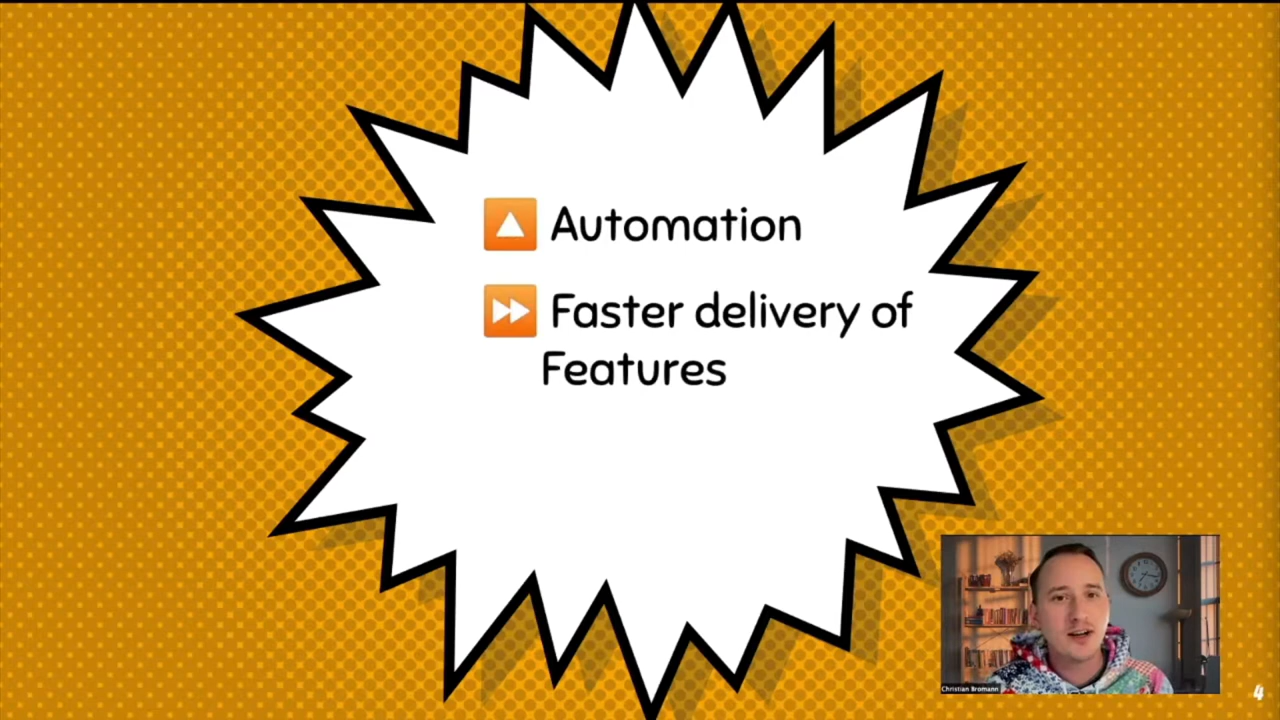 🔼 Automation
⏩ Faster delivery of
Features
Christian Bromann
4